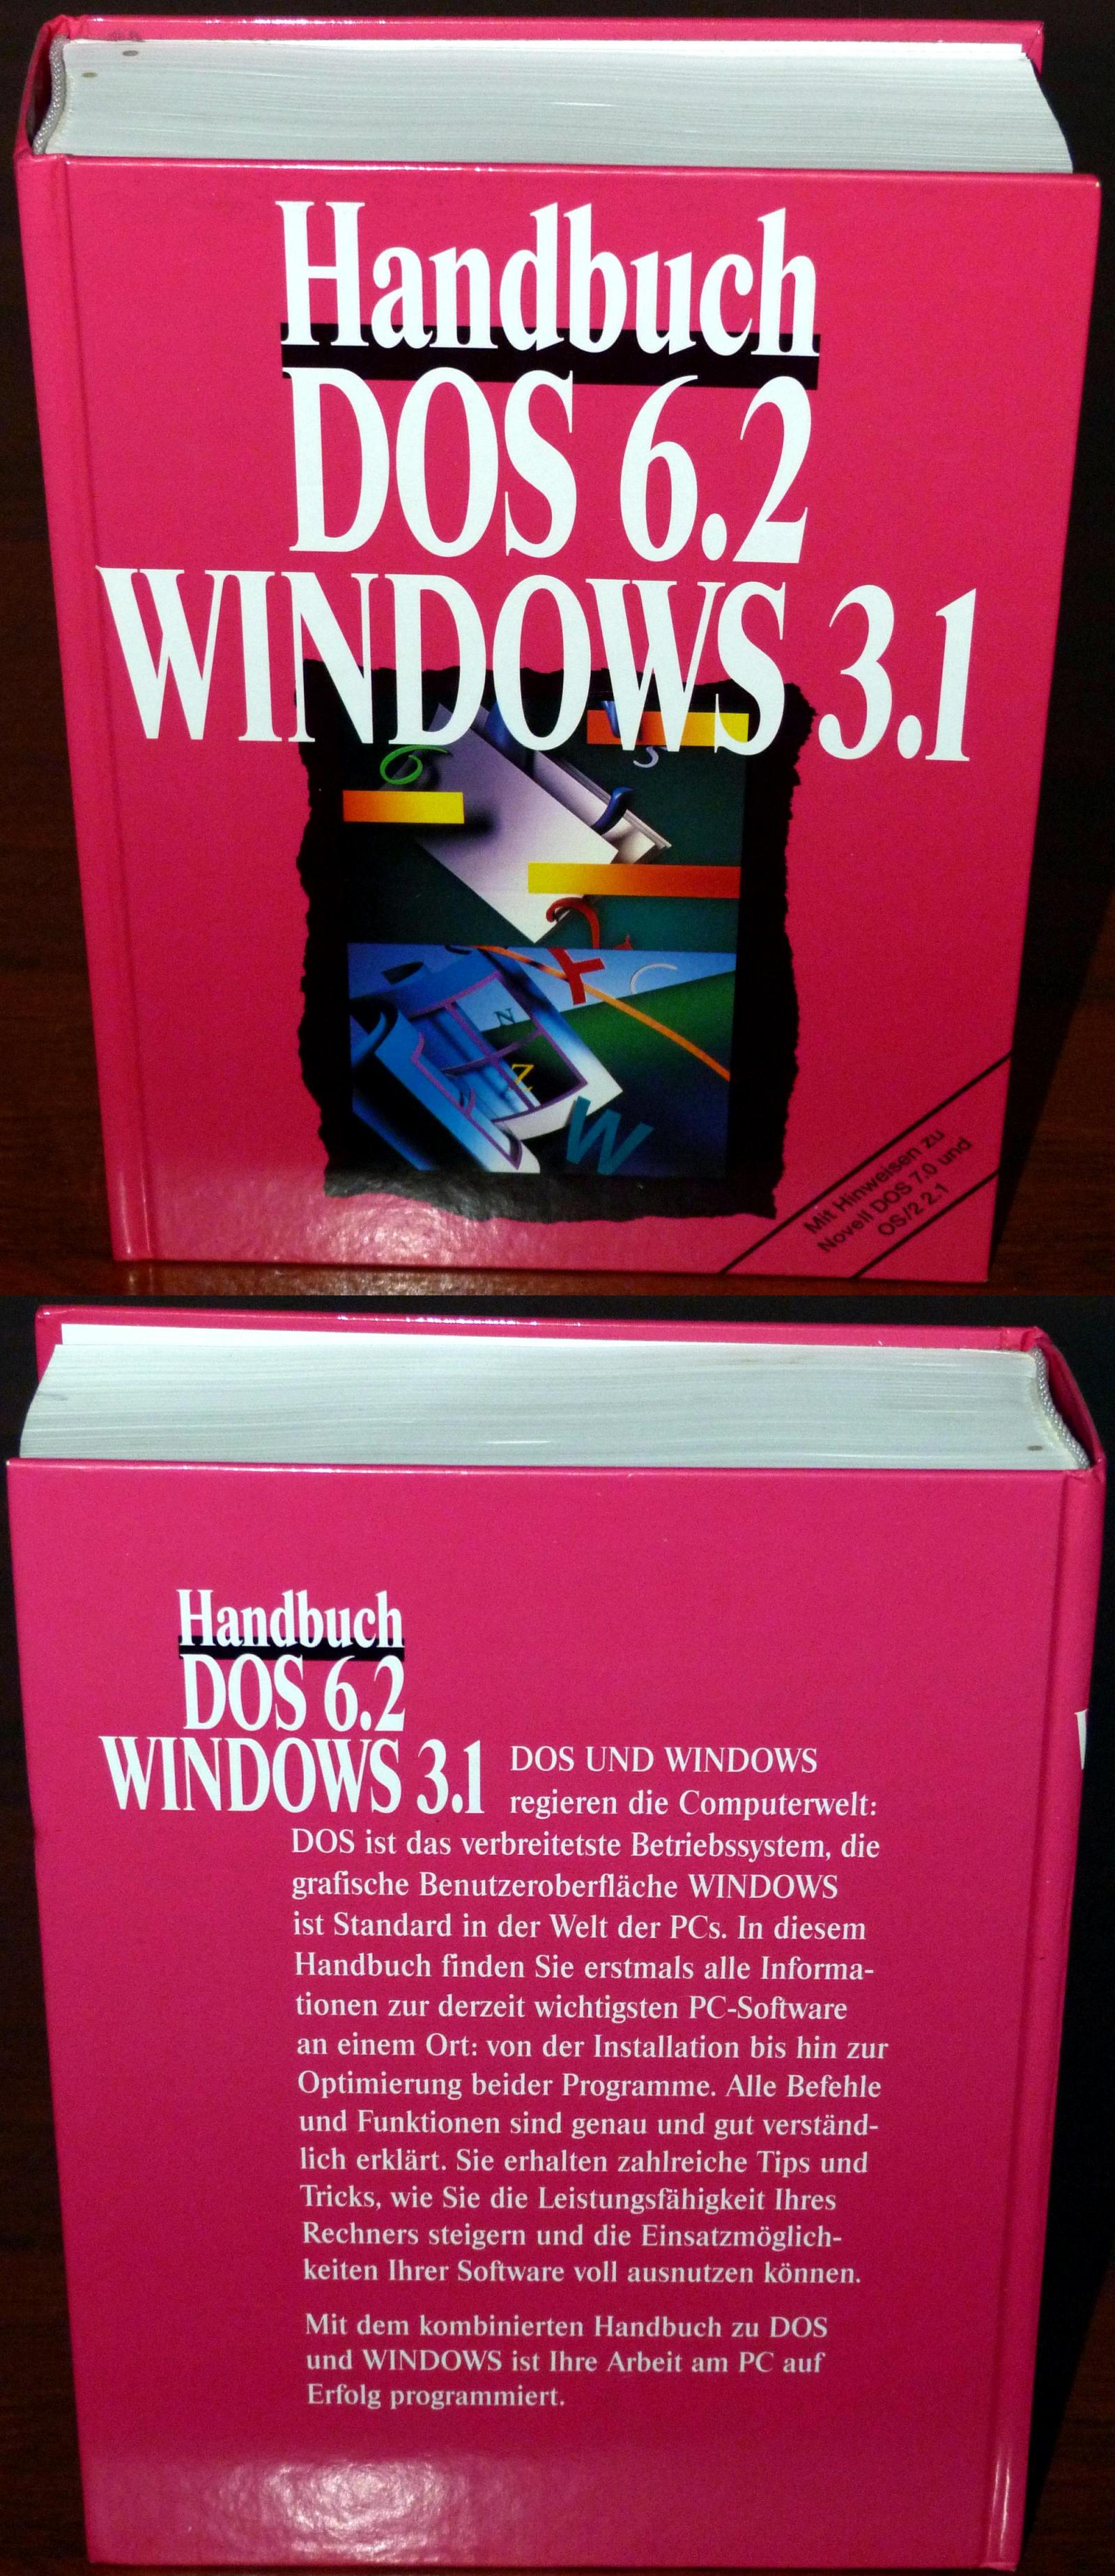 Handbuch
DOS 6.2
WINDOWS 3.1
6
5
2
X
C
N
Z
W
Mit Hinweisen zu
Novell DOS 7.0 und
OS/2 2.1
Handbuch
DOS 6.2
WINDOWS 3.1
DOS UND WINDOWS
regieren die Computerwelt:
DOS ist das verbreitetste Betriebssystem, die
grafische Benutzeroberfläche WINDOWS
ist Standard in der Welt der PCs. In diesem
Handbuch finden Sie erstmals alle Informa-
tionen zur derzeit wichtigsten PC-Software
an einem Ort: von der Installation bis hin zur
Optimierung beider Programme. Alle Befehle
und Funktionen sind genau und gut verständ-
lich erklärt. Sie erhalten zahlreiche Tips und
Tricks, wie Sie die Leistungsfähigkeit Ihres
Rechners steigern und die Einsatzmöglich-
keiten Ihrer Software voll ausnutzen können.
Mit dem kombinierten Handbuch zu DOS
und WINDOWS ist Ihre Arbeit am PC auf
Erfolg programmiert.